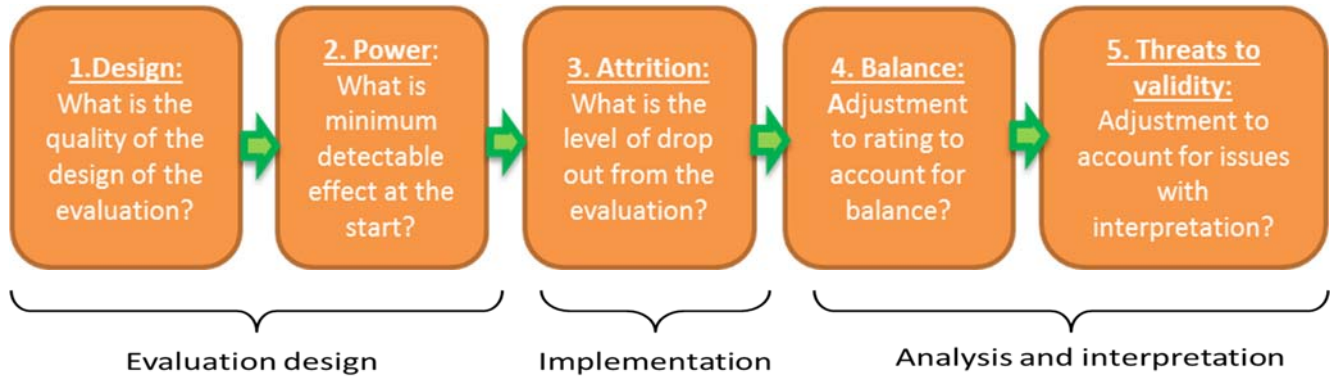 1.Design:
What is the
quality of the
design of the
evaluation?
2. Power:
What is
minimum
detectable
effect at the
start?
3. Attrition:
What is the
level of drop
out from the
evaluation?
4. Balance:
Adjustment
to rating to
account for
balance?
5. Threats to
validity:
Adjustment to
account for issues
with
interpretation?
Evaluation design
Implementation
Analysis and interpretation